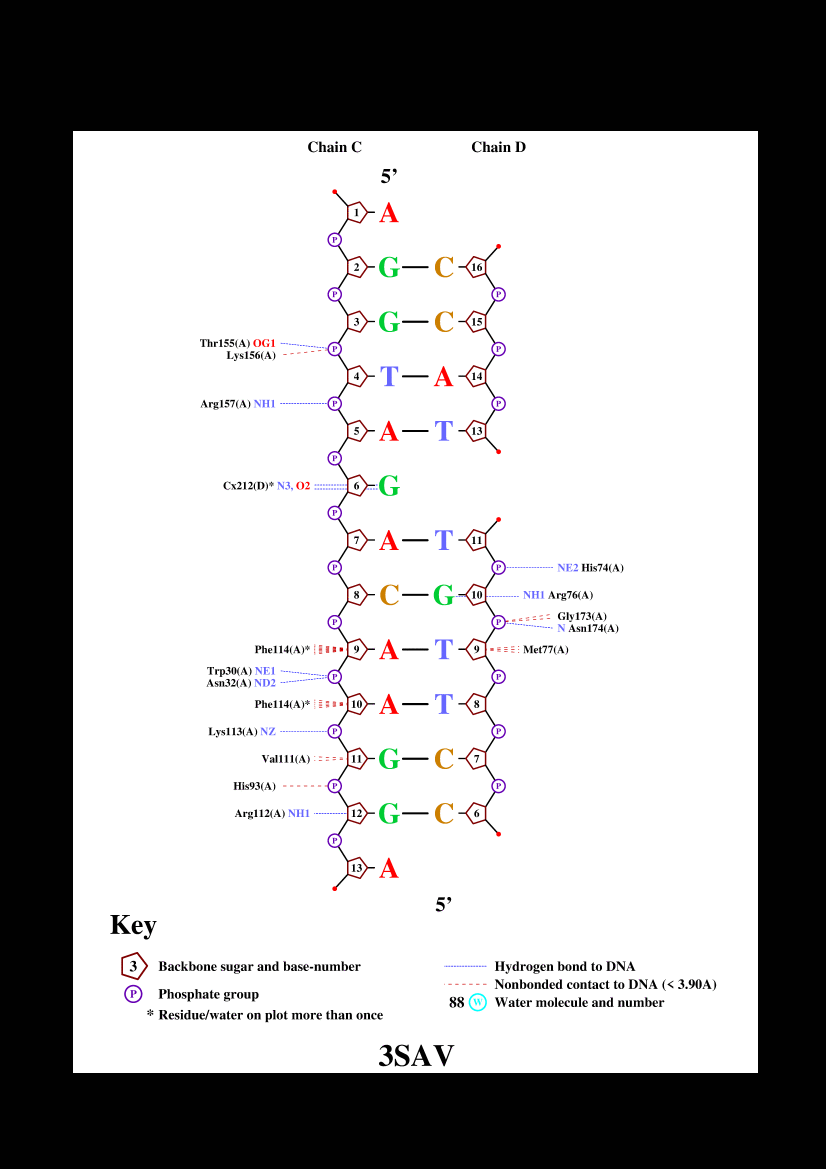 Chain C Chain D
5’
1 A
P
2 G C 16
P P
3 G C 15
Thr155(A) OG1
P P
Lys156(A)
4 T A 14
Arg157(A) NH1 P P
5 A T 13
P
Cx212(D)* N3, O2 6 G
P
7 A T 11
P P NE2 His74(A)
8 C G 10 NH1 Arg76(A)
Gly173(A)
P P
N Asn174(A)
Phe114(A)* 9 A T 9 Met77(A)
Trp30(A) NE1
P P
Asn32(A) ND2
Phe114(A)* 10 A T 8
Lys113(A) NZ P P
Val111(A) 11 G C 7
His93(A) P P
Arg112(A) NH1 12 G C 6
P
13 A
5’
Key
3 Backbone sugar and base-number
P Phosphate group
* Residue/water on plot more than once
Hydrogen bond to DNA
Nonbonded contact to DNA (< 3.90A)
88 W Water molecule and number
3SAV